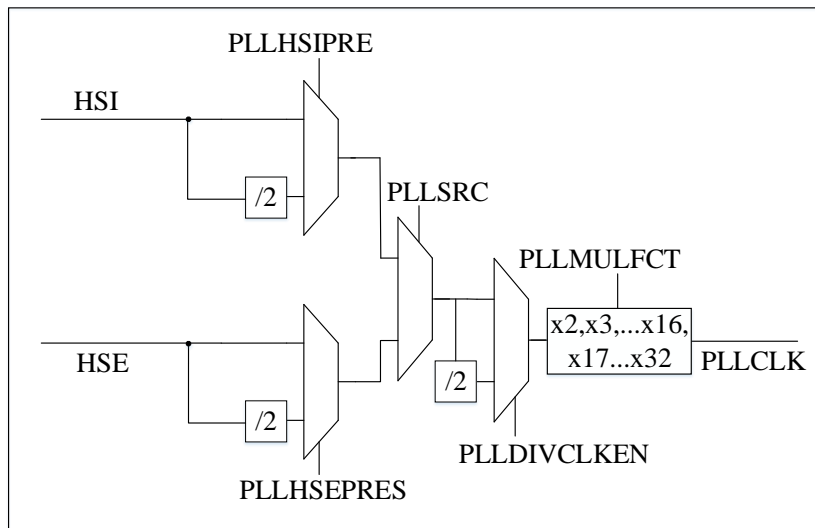 PLLHSIPRE
HSI
/2
PLLSRC
PLLMULFCT
x2,x3,...x16,
x17...x32
PLLCLK
HSE
/2
/2
PLLDIVCLKEN
PLLHSEPRES